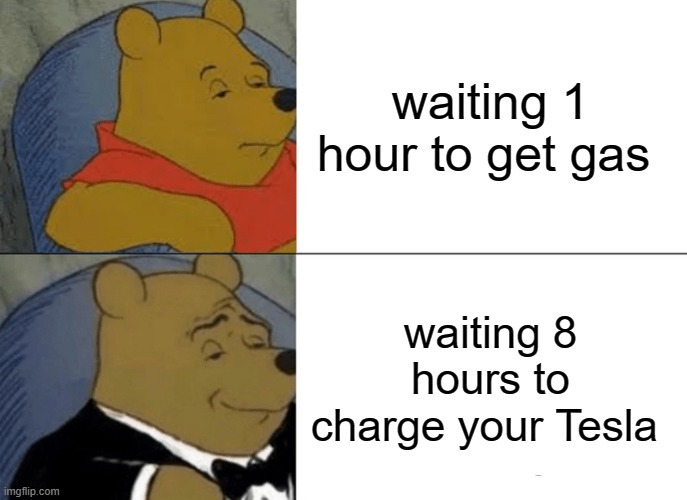 waiting 1
hour to get gas
waiting 8
hours to
charge your Tesla
imgflip.com